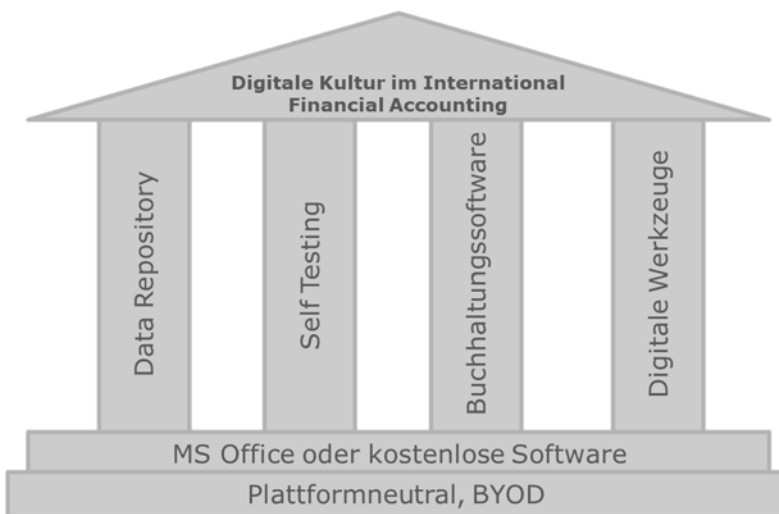 Digitale Kultur im International
Financial Accounting
Data Repository
Self Testing
Buchhaltungssoftware
Digitale Werkzeuge
MS Office oder kostenlose Software
Plattformneutral, BYOD